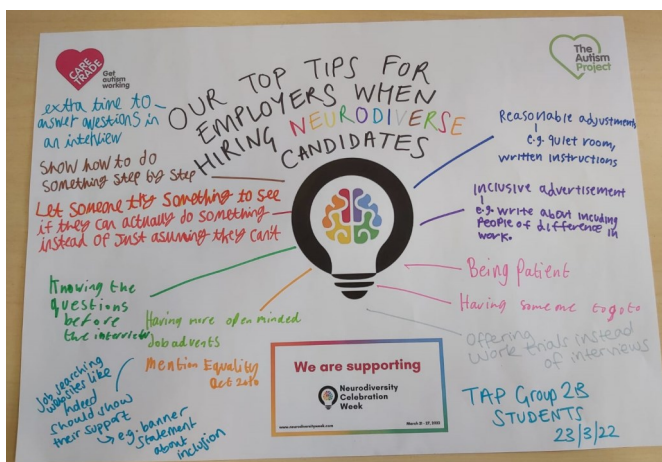 CARE
TRADE
Get
autism
working
The
Autism
Project
OUR TOP TIPS FOR
EMPLOYERS WHEN
HIRING NEURODIVERSE
CANDIDATES
extra time to
answer questions in
an interview
Show how to do
something step by step
Let someone try something to see
if they can actually do something
instead of just asuming they can't
Knowing the
questions
before
the interview
Having more open minded
job advents
Mention Equality
Act 2010
Job searching
websites like
Indeed
should show
their support
→ e.g. banner
statement
about
inclusion
Reasonable adjustments
e.g. quiet room,
written instructions
Inclusive advertisement
e.g. write about incuding
people of difference in
work.
Being Patient
Having someone to go to
Offering
work trials instead
of interviews
We are supporting
Neurodiversity
Celebration
Week
www.neurodiversityweek.com
TAP Group 2B
STUDENTS
23/3/22